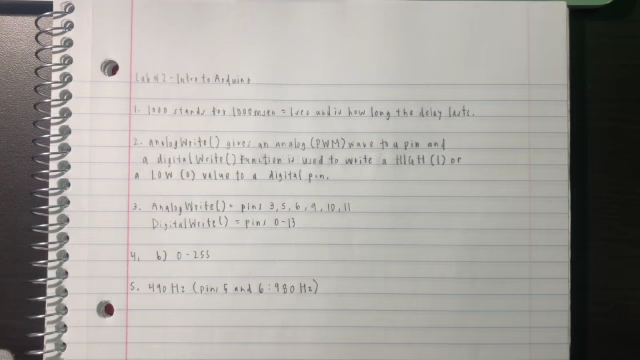 Lab #2 - Intro to Arduino
1. 1000 stands for 1000msec = 1sec and is how long the delay lasts.
2. AnalogWrite() gives an analog (PWM) wave to a pin and
a digitalWrite() function is used to write a HIGH (1) or
a LOW (0) value to a digital pin.
3. AnalogWrite() = pins 3, 5, 6, 9, 10, 11
DigitalWrite() = pins 0-13
4. b) 0-255
5. 490 Hz (pins 5 and 6: 980 Hz)